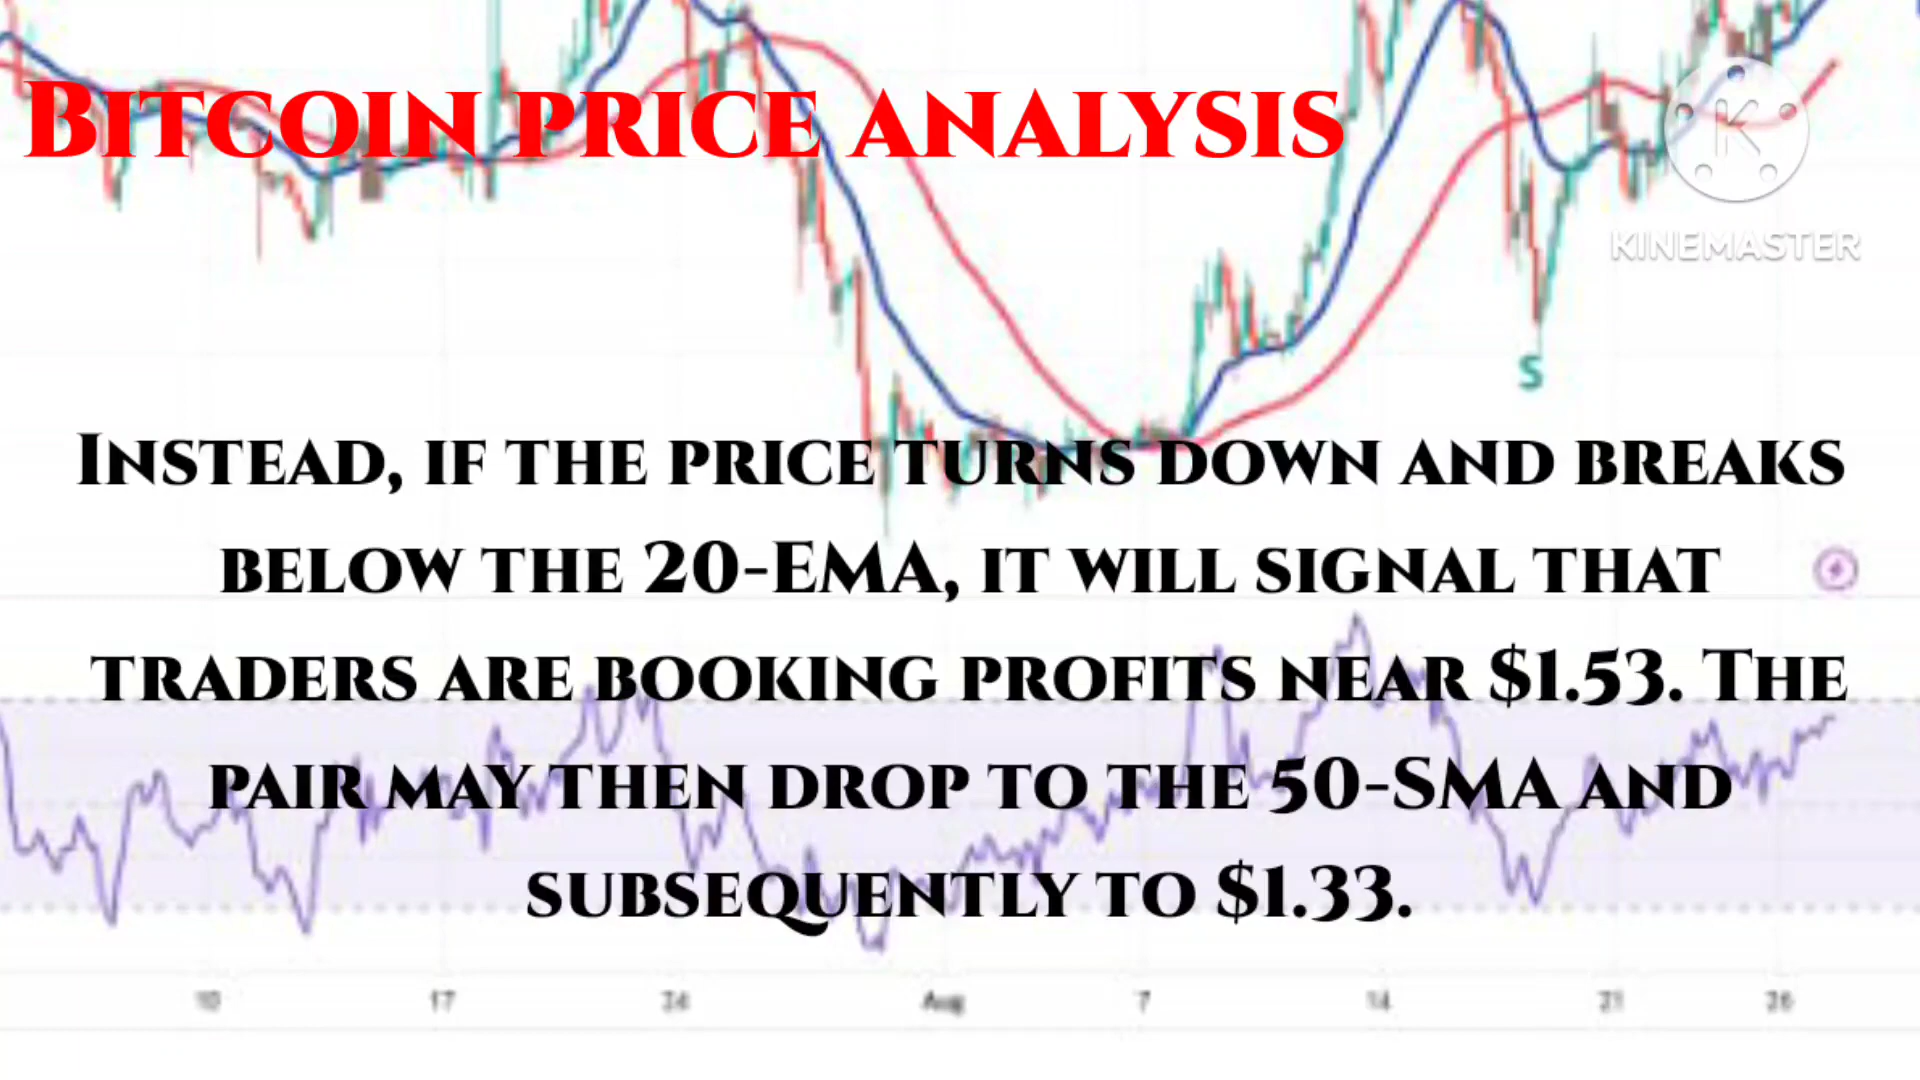 Bitcoin price analysis
K
KINEMASTER
S
Instead, if the price turns down and breaks
below the 20-EMA, it will signal that
traders are booking profits near $1.53. The
pair may then drop to the 50-SMA and
subsequently to $1.33.
10 17 24 Aug 7 14 21